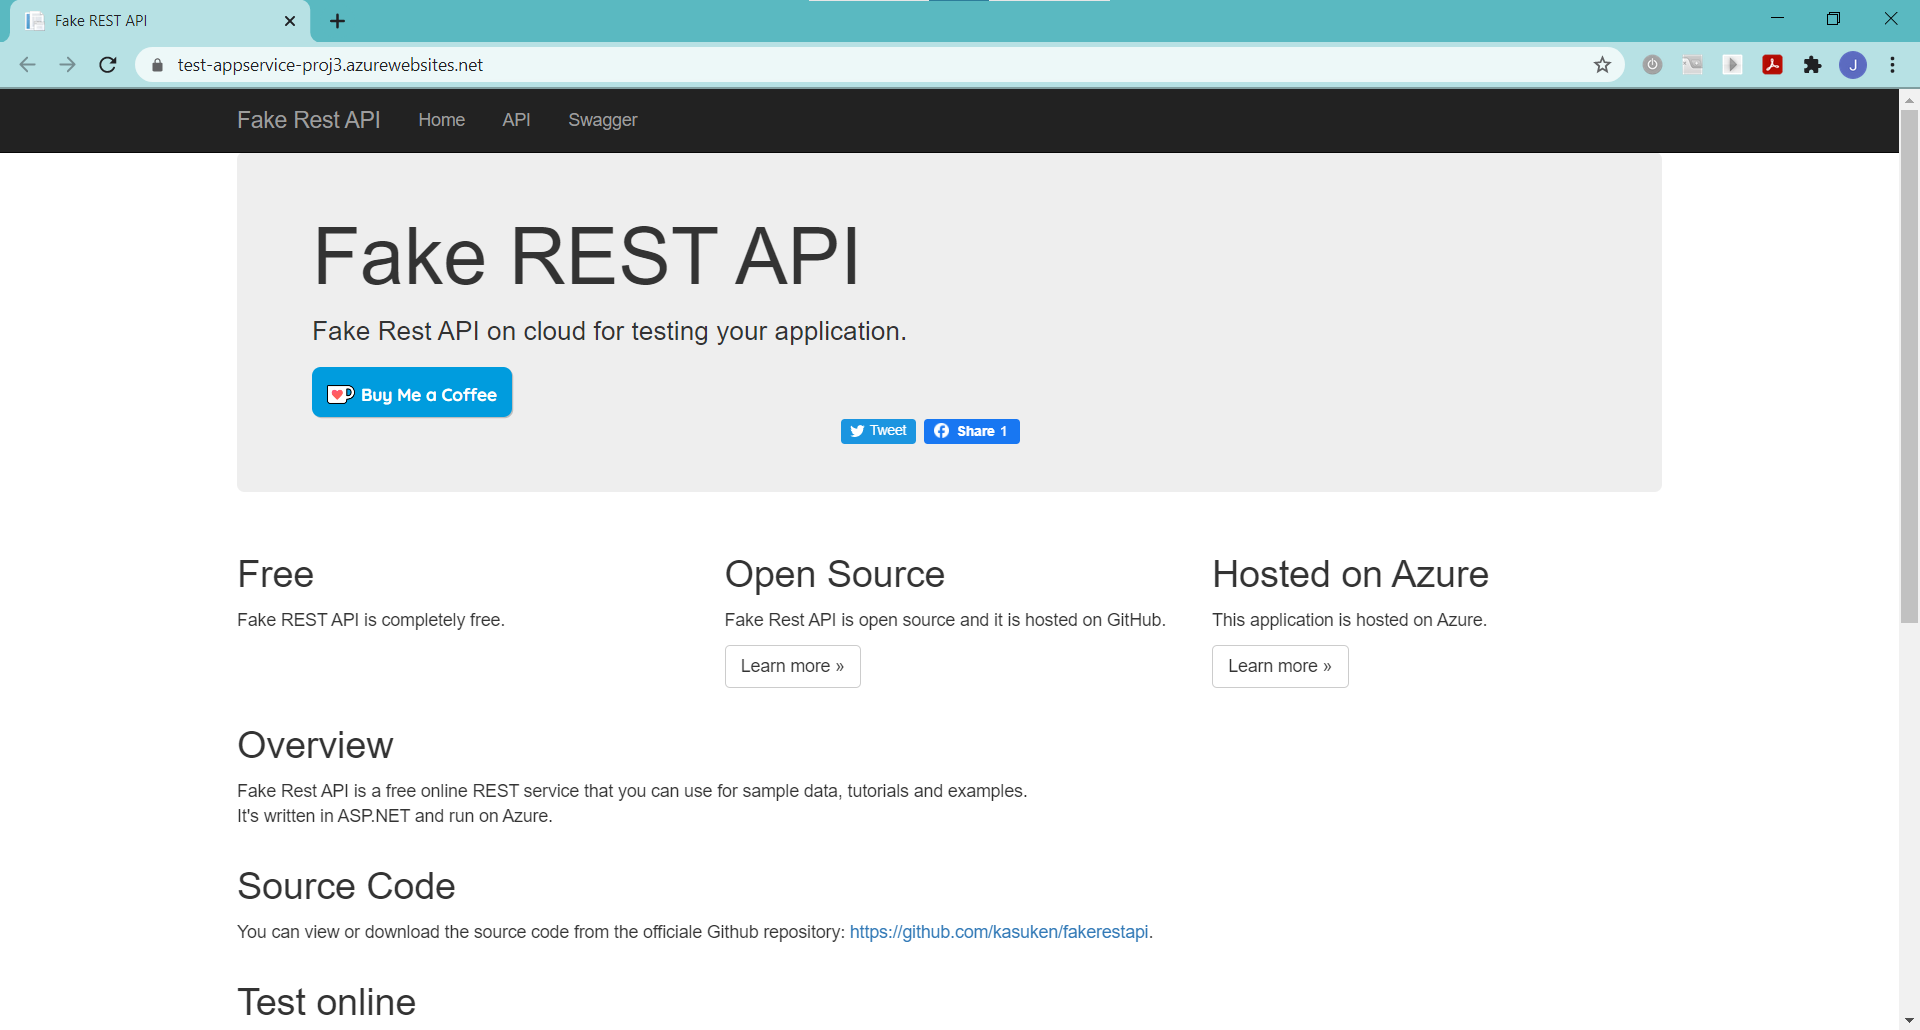 Fake REST API
test-appservice-proj3.azurewebsites.net
J
Fake Rest API Home API Swagger
Fake REST API
Fake Rest API on cloud for testing your application.
Buy Me a Coffee
Tweet Share 1
Free
Fake REST API is completely free.
Open Source
Fake Rest API is open source and it is hosted on GitHub.
Learn more »
Hosted on Azure
This application is hosted on Azure.
Learn more »
Overview
Fake Rest API is a free online REST service that you can use for sample data, tutorials and examples.
It's written in ASP.NET and run on Azure.
Source Code
You can view or download the source code from the officiale Github repository: https://github.com/kasuken/fakerestapi.
Test online